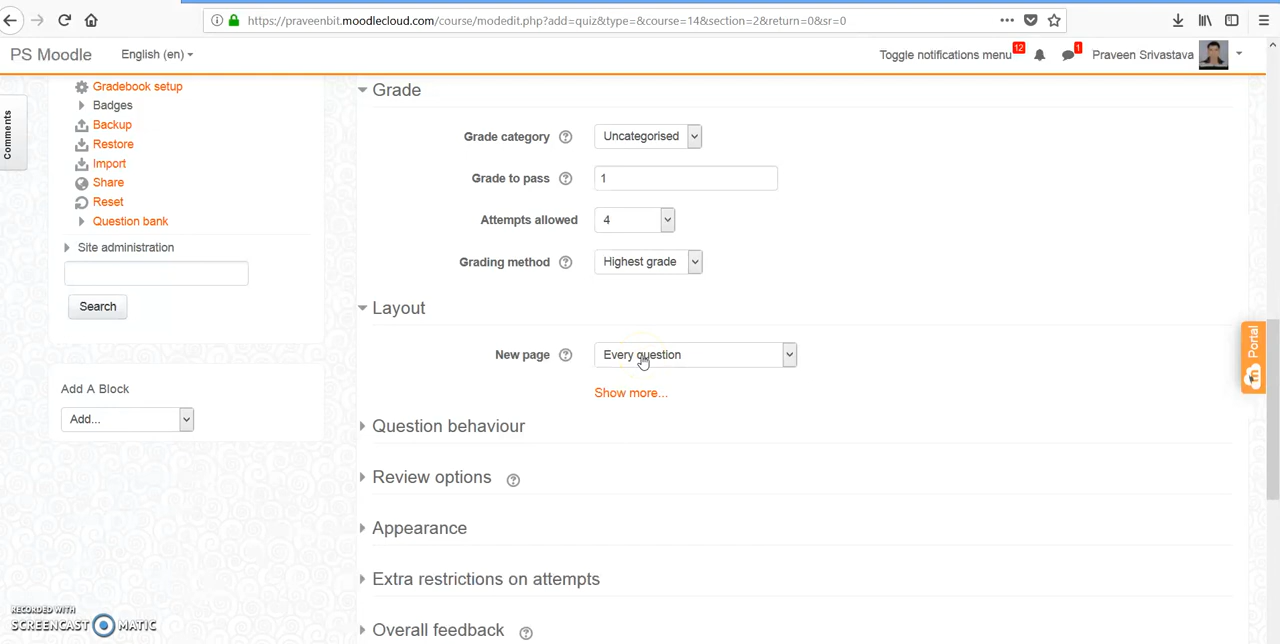 https://praveenbit.moodlecloud.com/course/modedit.php?add=quiz&type=&course=14&section=2&return=0&sr=0
PS Moodle English (en) Toggle notifications menu 12 1 Praveen Srivastava
Comments
Gradebook setup
Badges
Backup
Restore
Import
Share
Reset
Question bank
Site administration
Search
Add A Block
Add...
Grade
Grade category ? Uncategorised
Grade to pass ? 1
Attempts allowed 4
Grading method ? Highest grade
Layout
New page ? Every question
Show more...
Question behaviour
Review options ?
Appearance
Extra restrictions on attempts
Overall feedback ?
Portal
m
RECORDED WITH
SCREENCAST MATIC